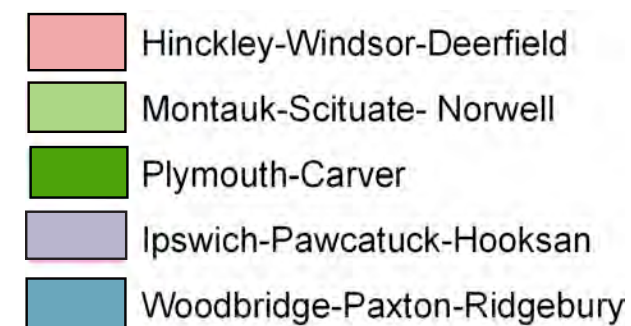 Hinckley-Windsor-Deerfield
Montauk-Scituate- Norwell
Plymouth-Carver
Ipswich-Pawcatuck-Hooksan
Woodbridge-Paxton-Ridgebury